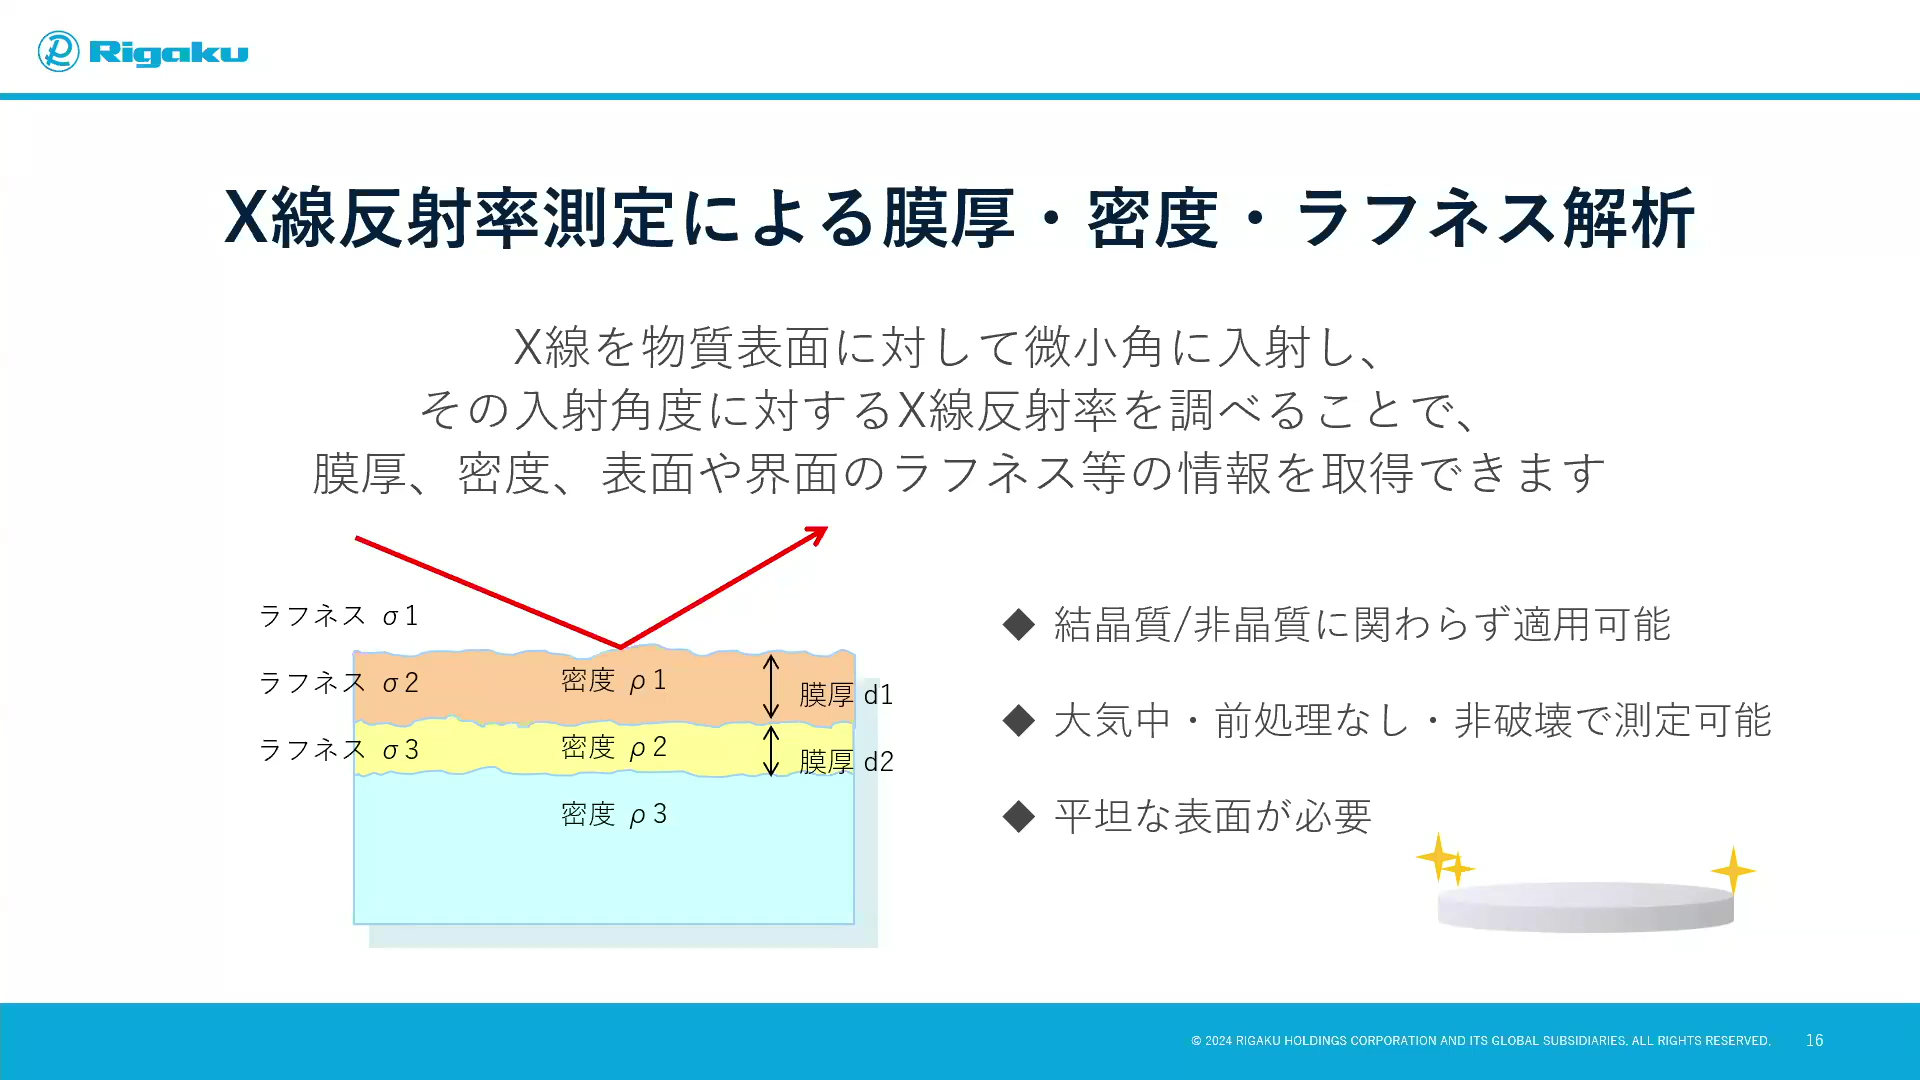 Rigaku
X線反射率測定による膜厚・密度・ラフネス解析
X線を物質表面に対して微小角に入射し、
その入射角度に対するX線反射率を調べることで、
膜厚、密度、表面や界面のラフネス等の情報を取得できます
ラフネス σ1
ラフネス σ2
密度 ρ1
膜厚 d1
ラフネス σ3
密度 ρ2
膜厚 d2
密度 ρ3
◆ 結晶質/非晶質に関わらず適用可能
◆ 大気中・前処理なし・非破壊で測定可能
◆ 平坦な表面が必要
© 2024 RIGAKU HOLDINGS CORPORATION AND ITS GLOBAL SUBSIDIARIES. ALL RIGHTS RESERVED.
16